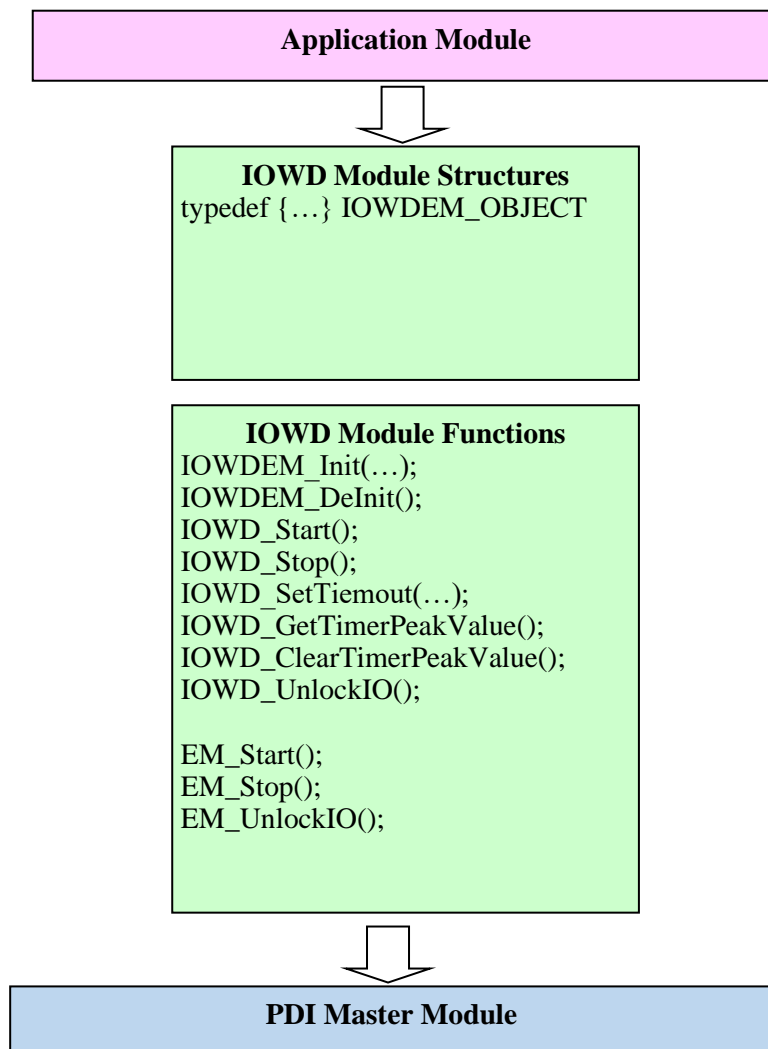 Application Module
IOWD Module Structures
typedef {…} IOWDEM_OBJECT
IOWD Module Functions
IOWDEM_Init(…);
IOWDEM_DeInit();
IOWD_Start();
IOWD_Stop();
IOWD_SetTiemout(…);
IOWD_GetTimerPeakValue();
IOWD_ClearTimerPeakValue();
IOWD_UnlockIO();
EM_Start();
EM_Stop();
EM_UnlockIO();
PDI Master Module